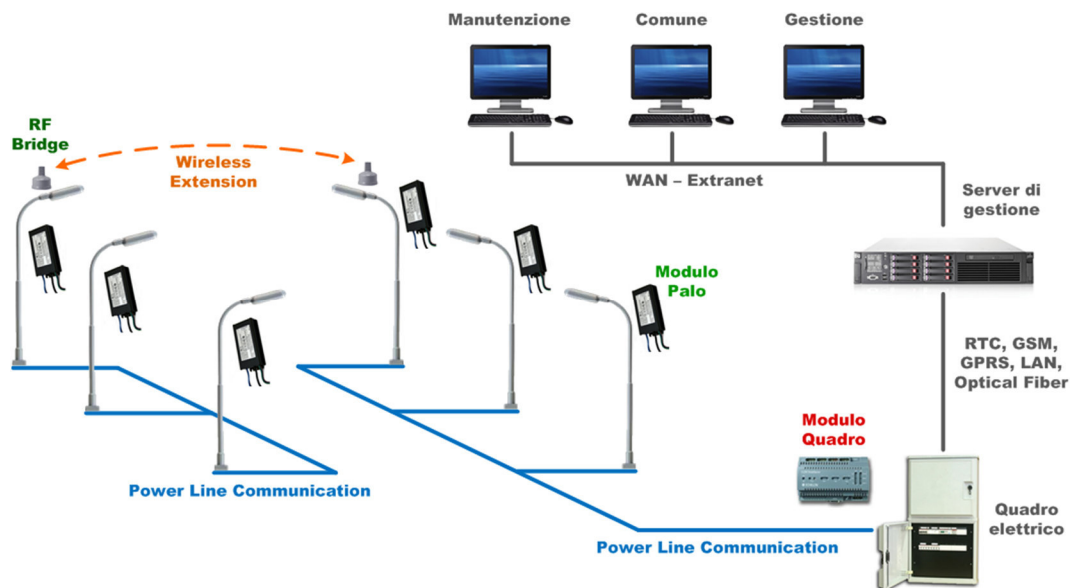 Manutenzione
Comune
Gestione
RF
Bridge
Wireless
Extension
WAN – Extranet
Server di
gestione
Modulo
Palo
RTC, GSM,
GPRS, LAN,
Optical Fiber
Modulo
Quadro
Power Line Communication
Quadro
elettrico
Power Line Communication